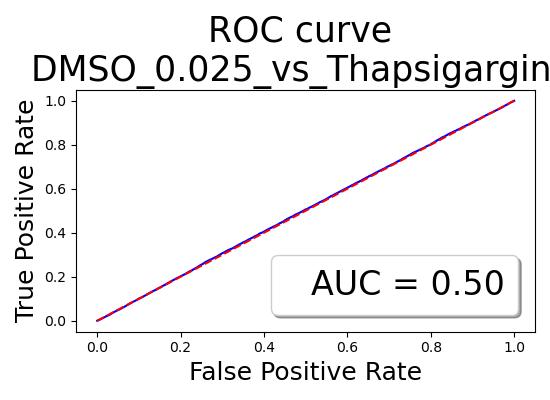 ROC curve
DMSO_0.025_vs_Thapsigargin
True Positive Rate
1.0
0.8
0.6
0.4
0.2
0.0
AUC = 0.50
0.0 0.2 0.4 0.6 0.8 1.0
False Positive Rate